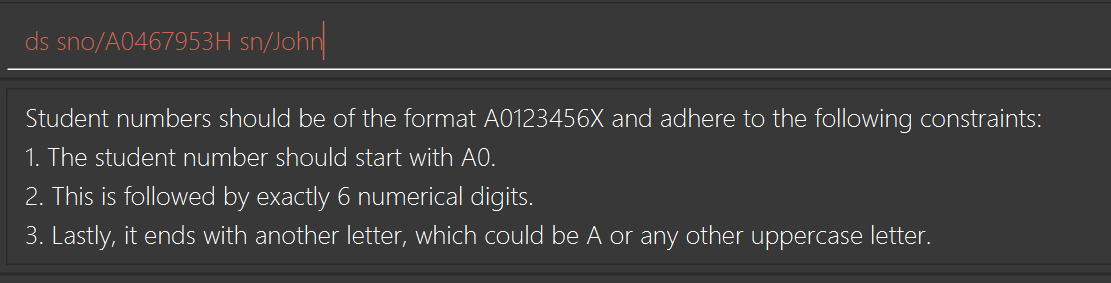 ds sno/A0467953H sn/John
Student numbers should be of the format A0123456X and adhere to the following constraints:
1. The student number should start with A0.
2. This is followed by exactly 6 numerical digits.
3. Lastly, it ends with another letter, which could be A or any other uppercase letter.